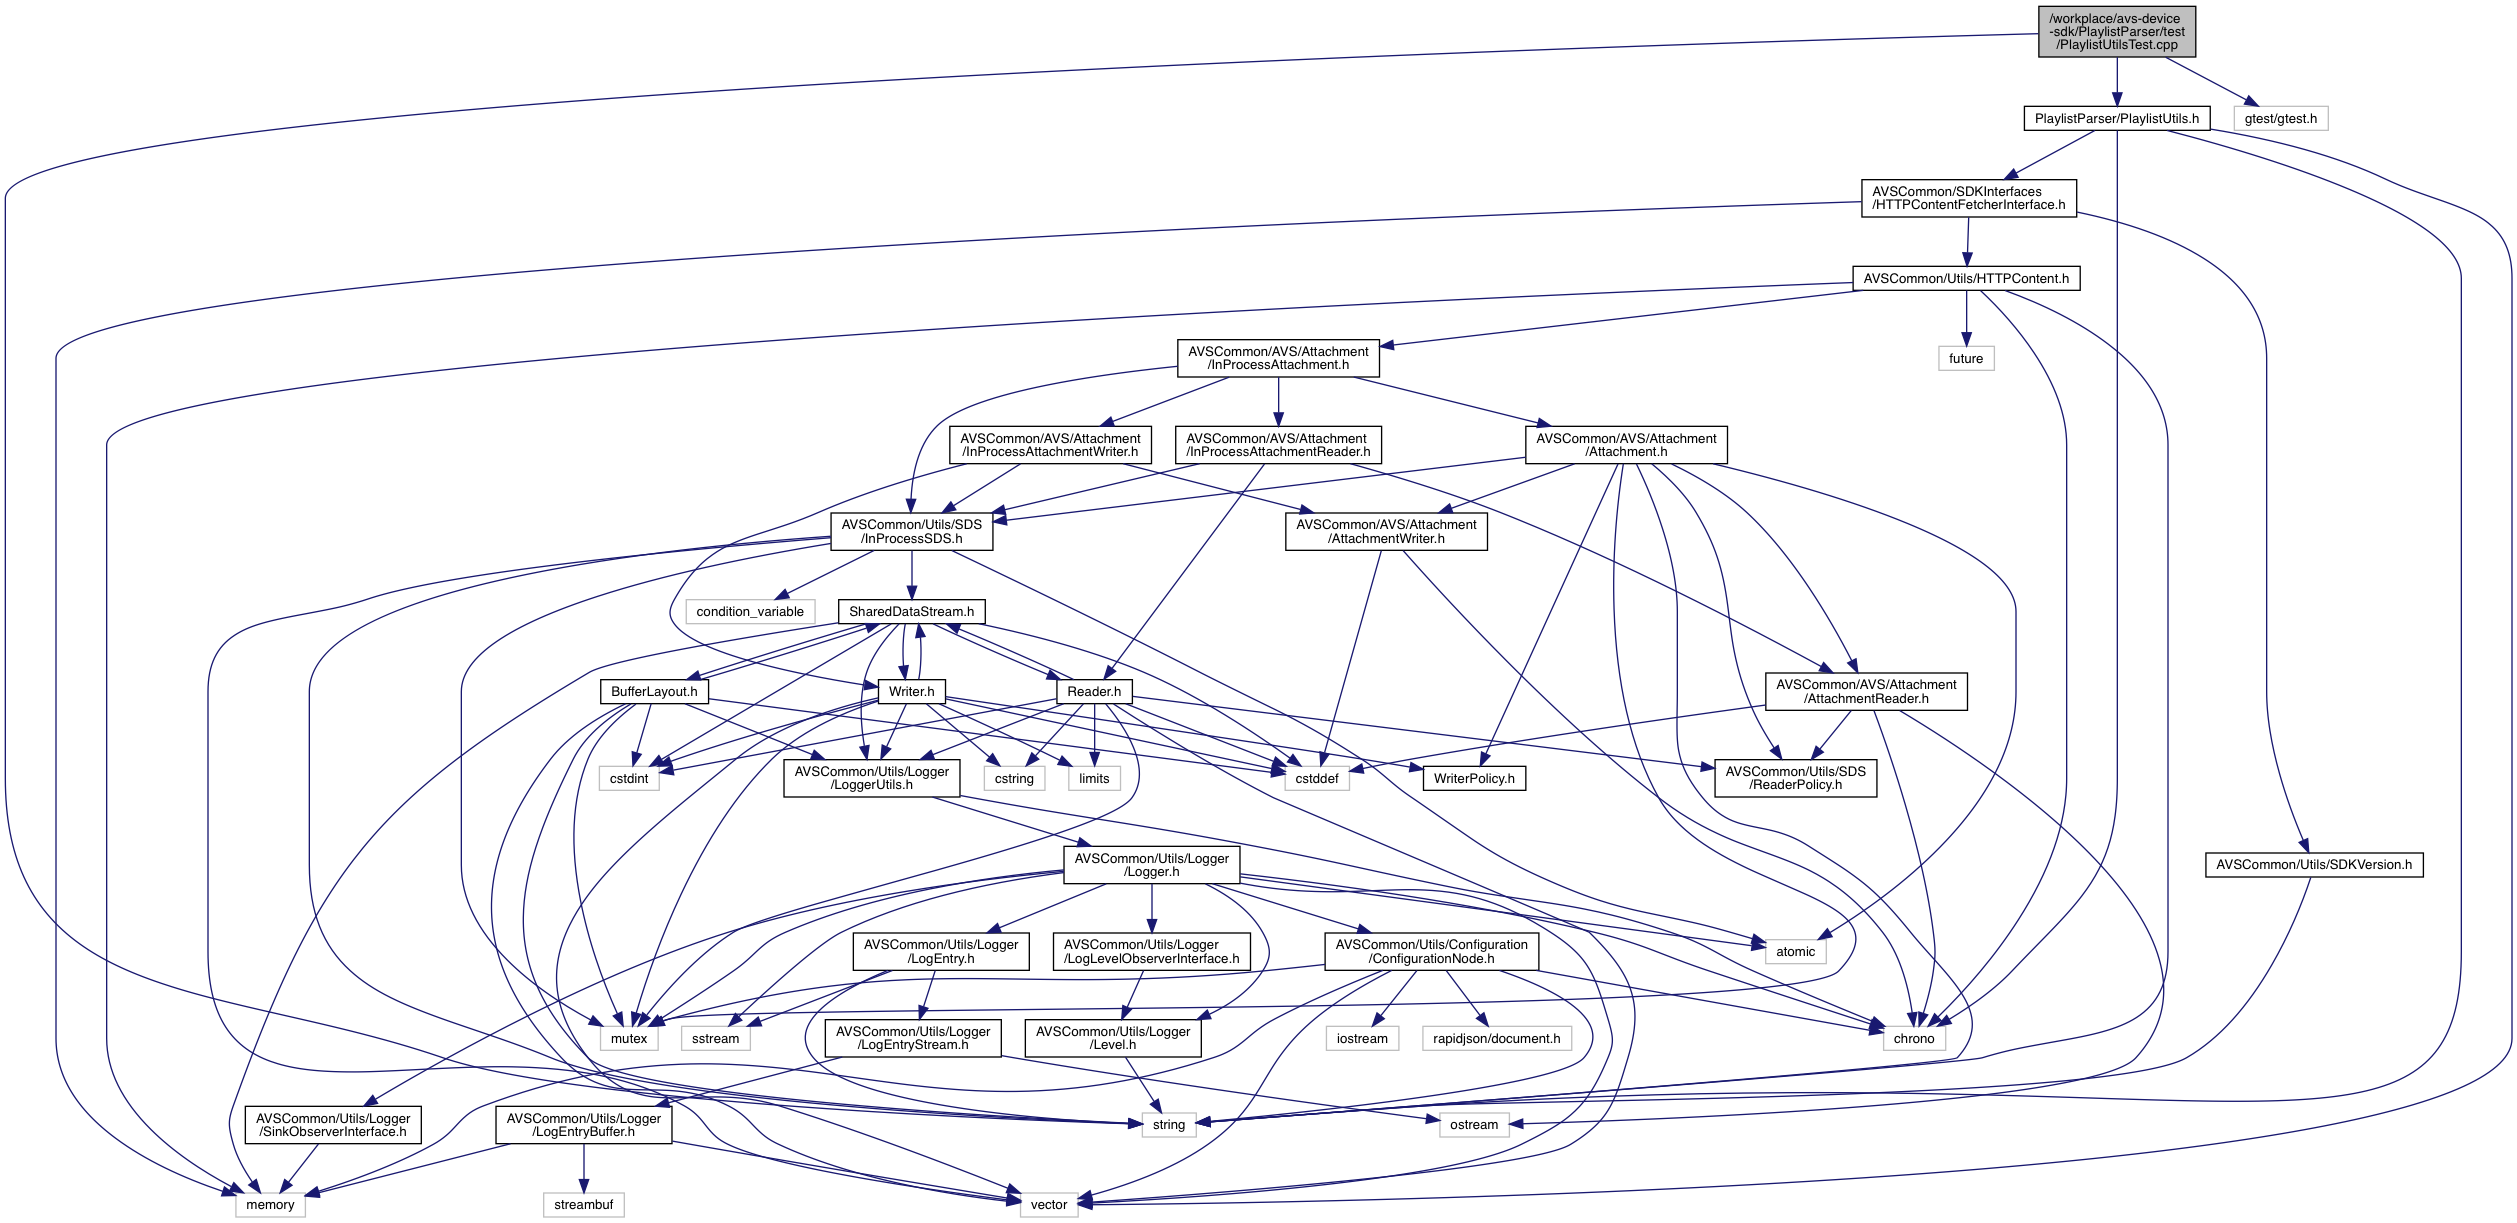 /workplace/avs-device
-sdk/PlaylistParser/test
/PlaylistUtilsTest.cpp
PlaylistParser/PlaylistUtils.h
gtest/gtest.h
AVSCommon/SDKInterfaces
/HTTPContentFetcherInterface.h
AVSCommon/Utils/HTTPContent.h
AVSCommon/AVS/Attachment
/InProcessAttachment.h
future
AVSCommon/AVS/Attachment
/InProcessAttachmentWriter.h
AVSCommon/AVS/Attachment
/InProcessAttachmentReader.h
AVSCommon/AVS/Attachment
/Attachment.h
AVSCommon/Utils/SDS
/InProcessSDS.h
AVSCommon/AVS/Attachment
/AttachmentWriter.h
condition_variable
SharedDataStream.h
BufferLayout.h
Writer.h
Reader.h
AVSCommon/AVS/Attachment
/AttachmentReader.h
cstdint
AVSCommon/Utils/Logger
/LoggerUtils.h
cstring
limits
cstddef
WriterPolicy.h
AVSCommon/Utils/SDS
/ReaderPolicy.h
AVSCommon/Utils/Logger
/Logger.h
AVSCommon/Utils/SDKVersion.h
AVSCommon/Utils/Logger
/LogEntry.h
AVSCommon/Utils/Logger
/LogLevelObserverInterface.h
AVSCommon/Utils/Configuration
/ConfigurationNode.h
atomic
mutex
sstream
AVSCommon/Utils/Logger
/LogEntryStream.h
AVSCommon/Utils/Logger
/Level.h
iostream
rapidjson/document.h
chrono
AVSCommon/Utils/Logger
/SinkObserverInterface.h
AVSCommon/Utils/Logger
/LogEntryBuffer.h
string
ostream
memory
streambuf
vector